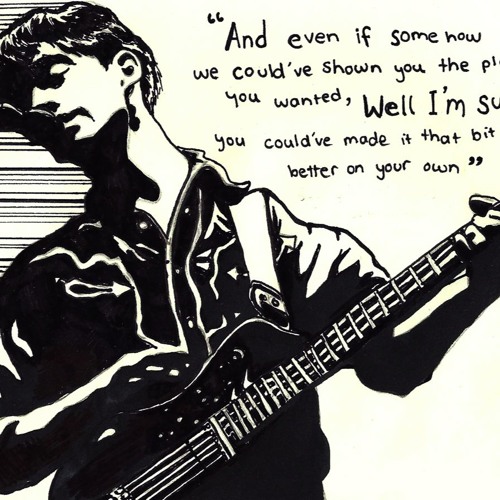 "And even if some how
we could've shown you the
you wanted, Well I'm
you could've made it that bit
better on your own"